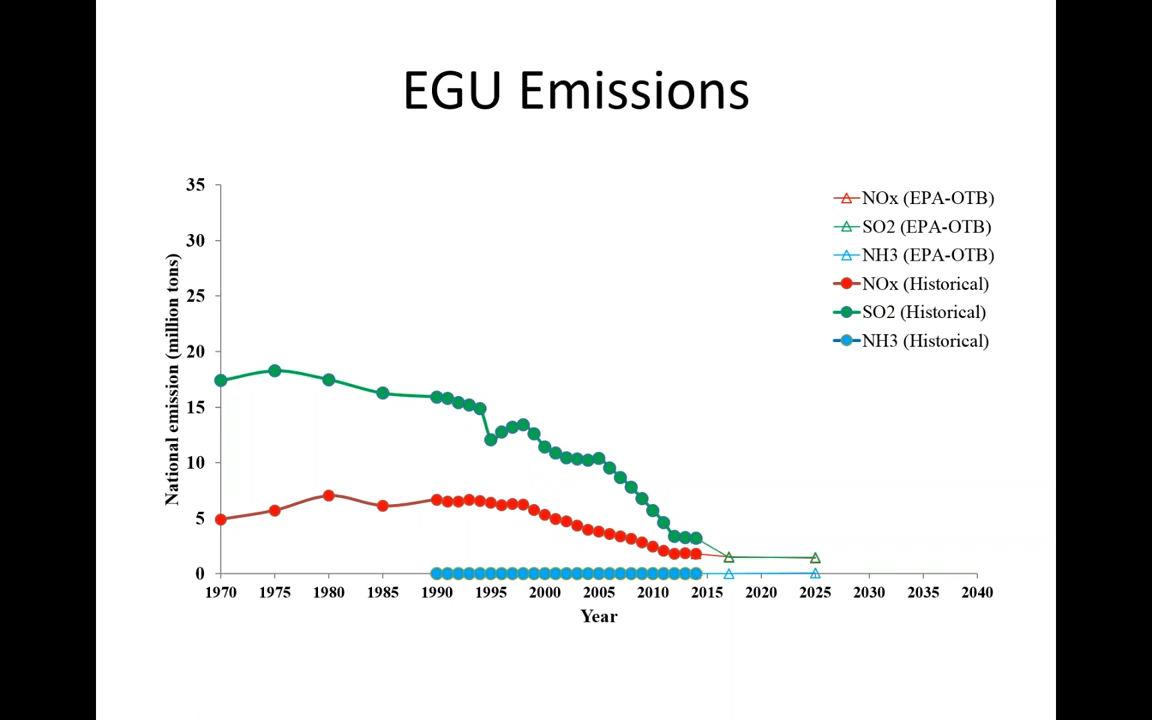 EGU Emissions
35
30
25
20
15
10
5
0
National emission (million tons)
NOx (EPA-OTB)
SO2 (EPA-OTB)
NH3 (EPA-OTB)
NOx (Historical)
SO2 (Historical)
NH3 (Historical)
1970 1975 1980 1985 1990 1995 2000 2005 2010 2015 2020 2025 2030 2035 2040
Year